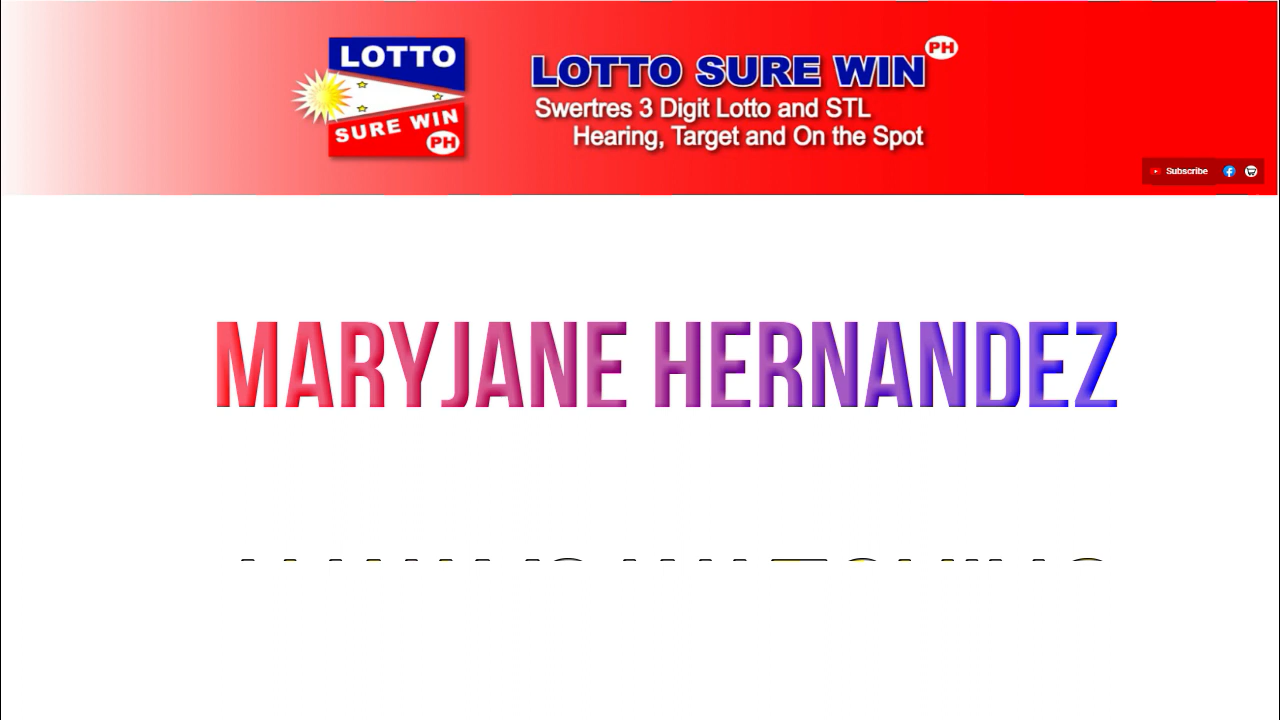 LOTTO
SURE WIN
PH
LOTTO SURE WIN PH
Swertres 3 Digit Lotto and STL
Hearing, Target and On the Spot
Subscribe
MARYJANE HERNANDEZ